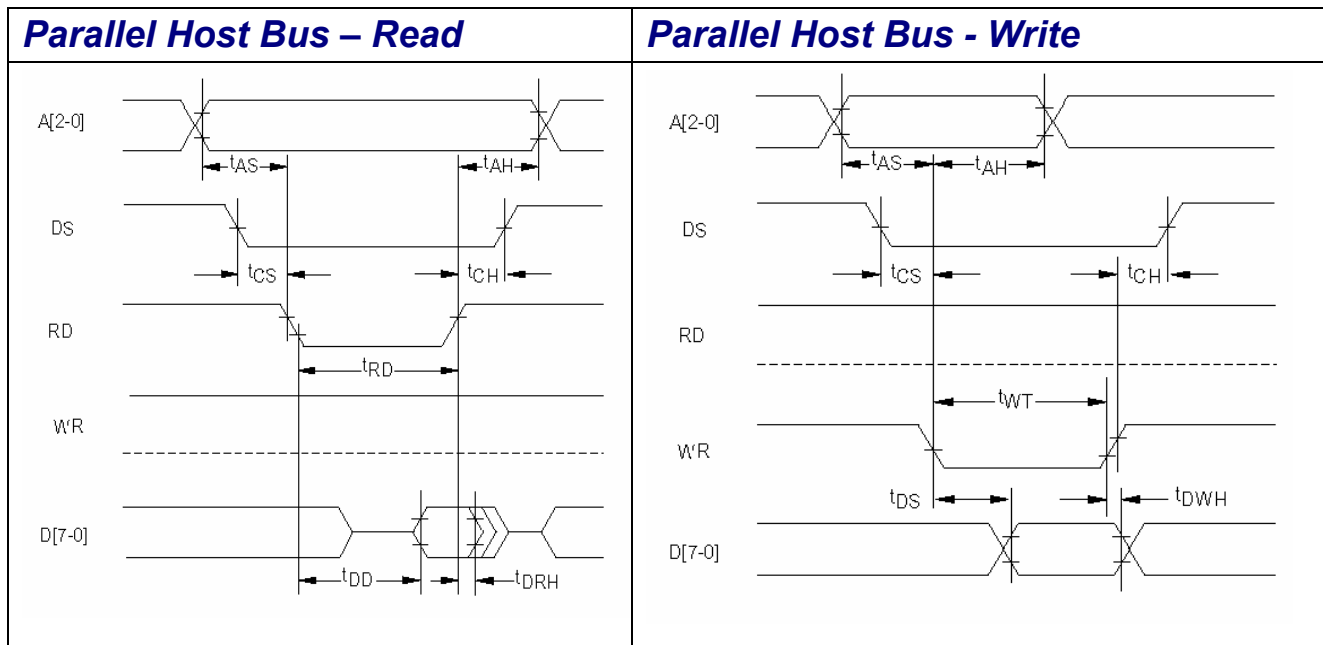 Parallel Host Bus – Read
A[2-0]
tAS
tAH
DS
tCS
tCH
RD
tRD
WR
D[7-0]
tDD
tDRH
Parallel Host Bus - Write
A[2-0]
tAS
tAH
DS
tCS
tCH
RD
tWT
WR
tDS
tDWH
D[7-0]